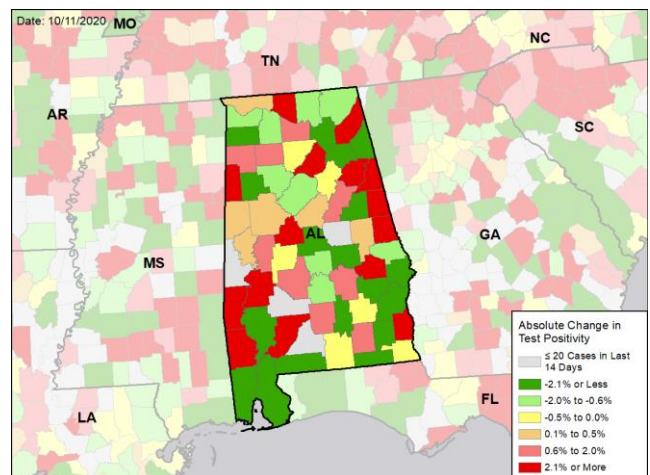 Date: 10/11/2020
MO
NC
TN
AR
SC
AL
MS
GA
LA
FL
Absolute Change in
Test Positivity
≤ 20 Cases in Last
14 Days
-2.1% or Less
-2.0% to -0.6%
-0.5% to 0.0%
0.1% to 0.5%
0.6% to 2.0%
2.1% or More